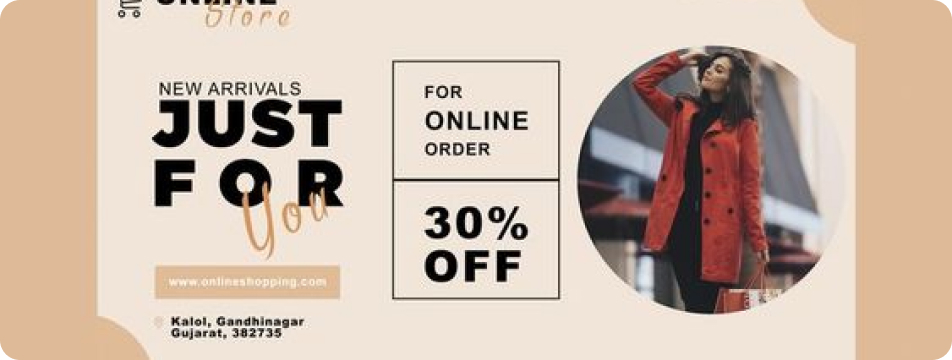 ONLINE
Store
NEW ARRIVALS
JUST
FOR
You
www.onlineshopping.com
Kalol, Gandhinagar
Gujarat, 382735
FOR
ONLINE
ORDER
30%
OFF